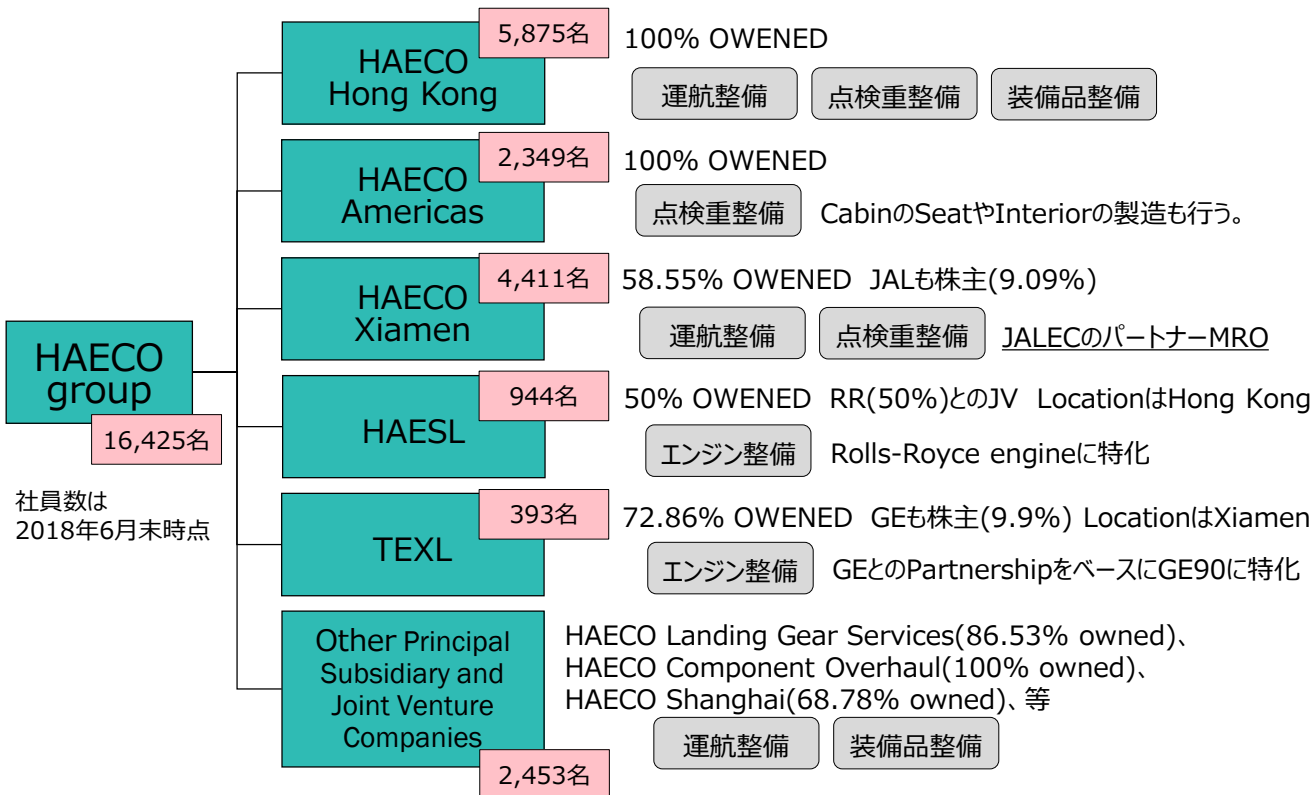 HAECO
group
16,425名
社員数は
2018年6月末時点
HAECO
Hong Kong
5,875名
100% OWENED
運航整備 点検重整備 装備品整備
HAECO
Americas
2,349名
100% OWENED
点検重整備 CabinのSeatやInteriorの製造も行う。
HAECO
Xiamen
4,411名
58.55% OWENED JALも株主(9.09%)
運航整備 点検重整備 JALECのパートナーMRO
HAESL
944名
50% OWENED RR(50%)とのJV LocationはHong Kong
エンジン整備 Rolls-Royce engineに特化
TEXL
393名
72.86% OWENED GEも株主(9.9%) LocationはXiamen
エンジン整備 GEとのPartnershipをベースにGE90に特化
Other Principal
Subsidiary and
Joint Venture
Companies
2,453名
HAECO Landing Gear Services(86.53% owned)、
HAECO Component Overhaul(100% owned)、
HAECO Shanghai(68.78% owned)、等
運航整備 装備品整備